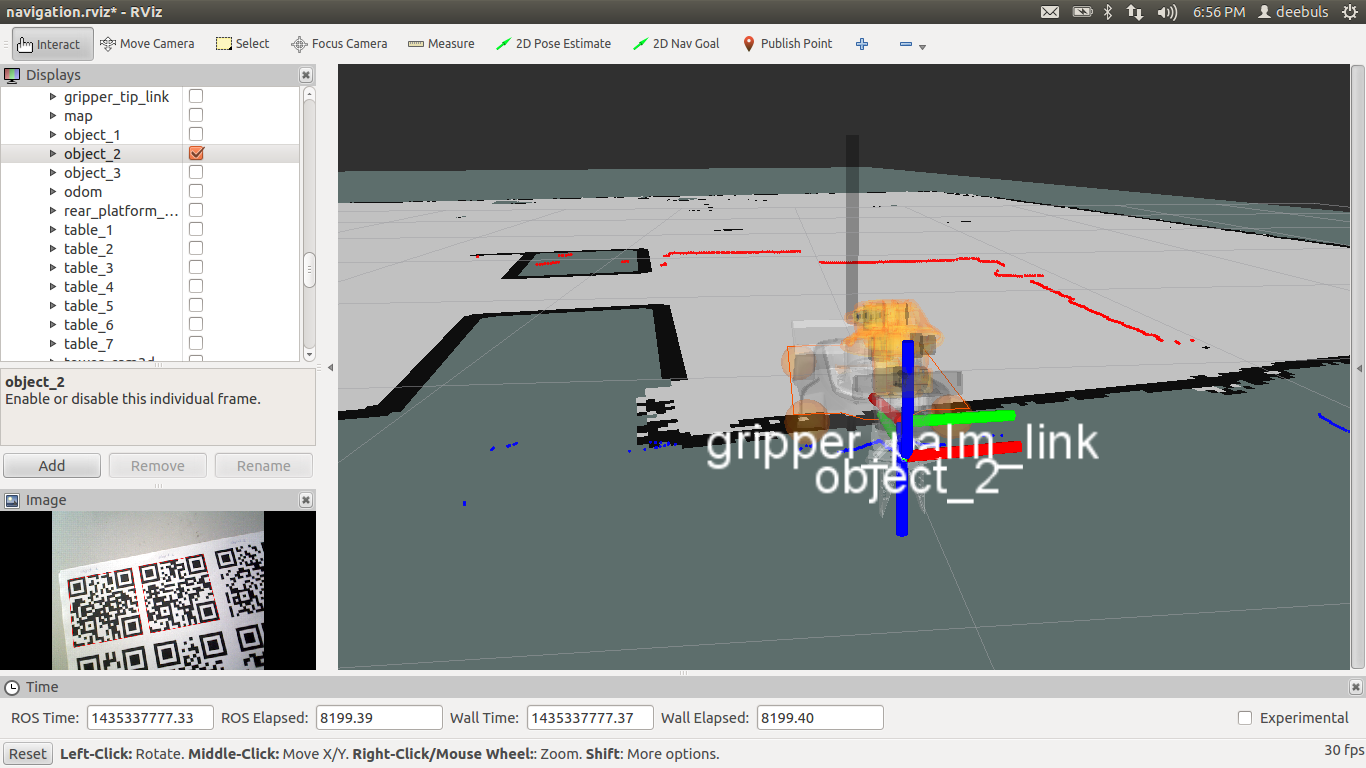 navigation.rviz* - RViz
6:56 PM deebuls
Interact Move Camera Select Focus Camera Measure 2D Pose Estimate 2D Nav Goal Publish Point
Displays
gripper_tip_link
map
object_1
object_2
object_3
odom
rear_platform_...
table_1
table_2
table_3
table_4
table_5
table_6
table_7
object_2
Enable or disable this individual frame.
Add Remove Rename
Image
gripper_palm_link
object_2
Time
ROS Time: 1435337777.33 ROS Elapsed: 8199.39 Wall Time: 1435337777.37 Wall Elapsed: 8199.40 Experimental
Reset Left-Click: Rotate. Middle-Click: Move X/Y. Right-Click/Mouse Wheel:: Zoom. Shift: More options. 30 fps